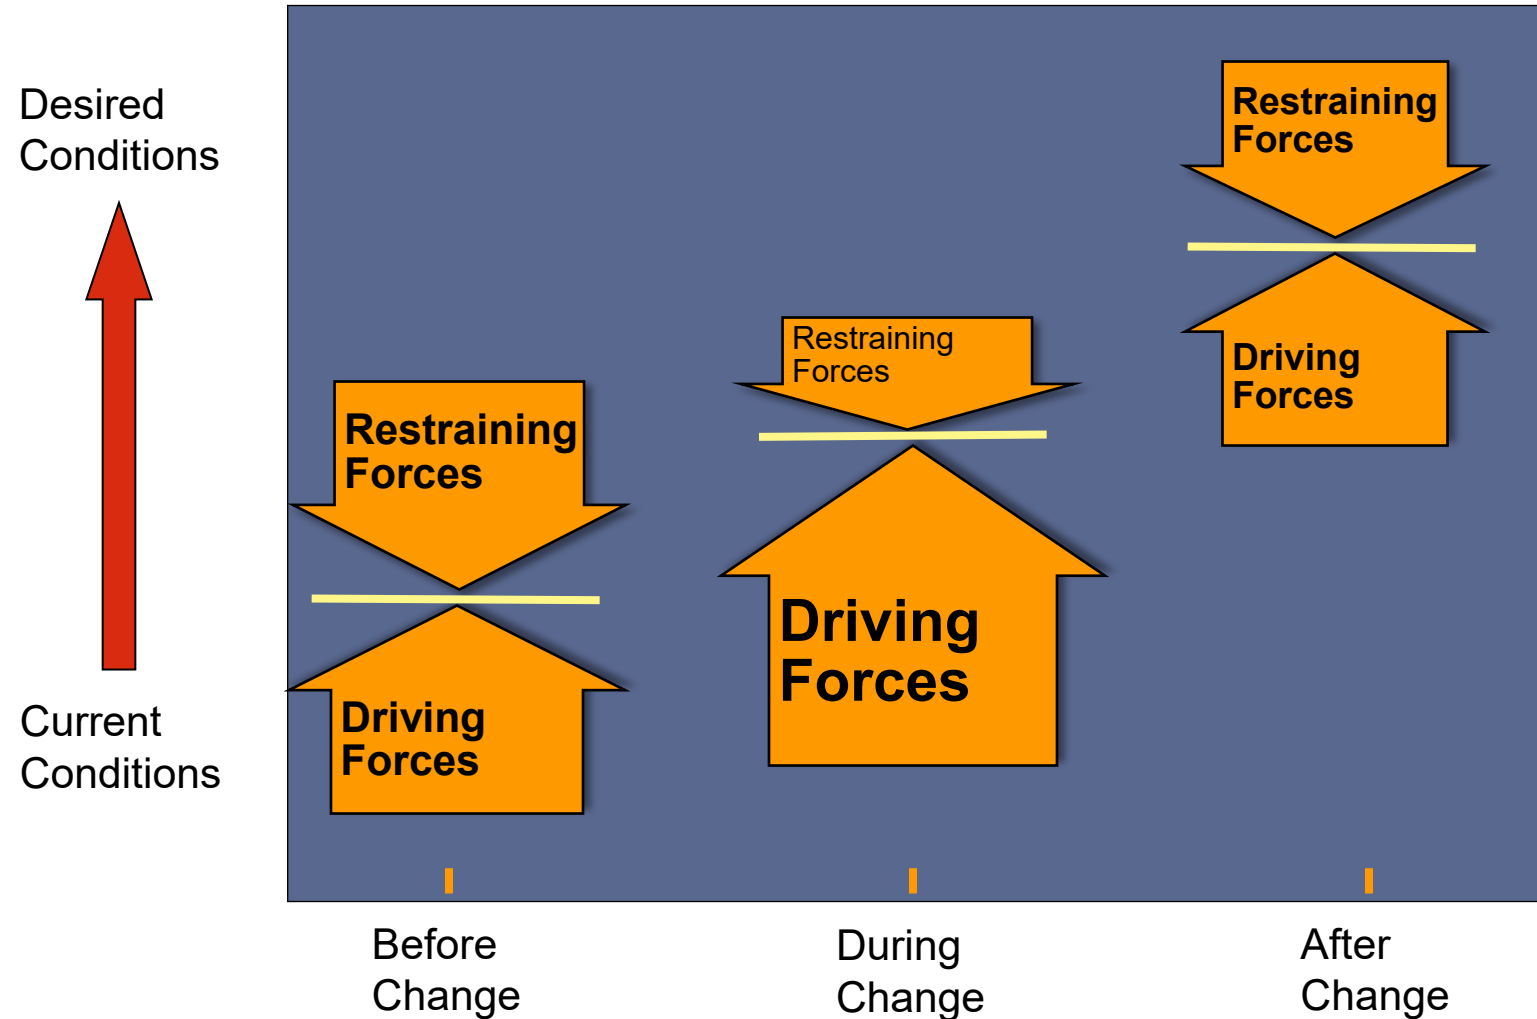 Desired
Conditions
Current
Conditions
Restraining
Forces
Driving
Forces
Restraining
Forces
Driving
Forces
Restraining
Forces
Driving
Forces
Before
Change
During
Change
After
Change